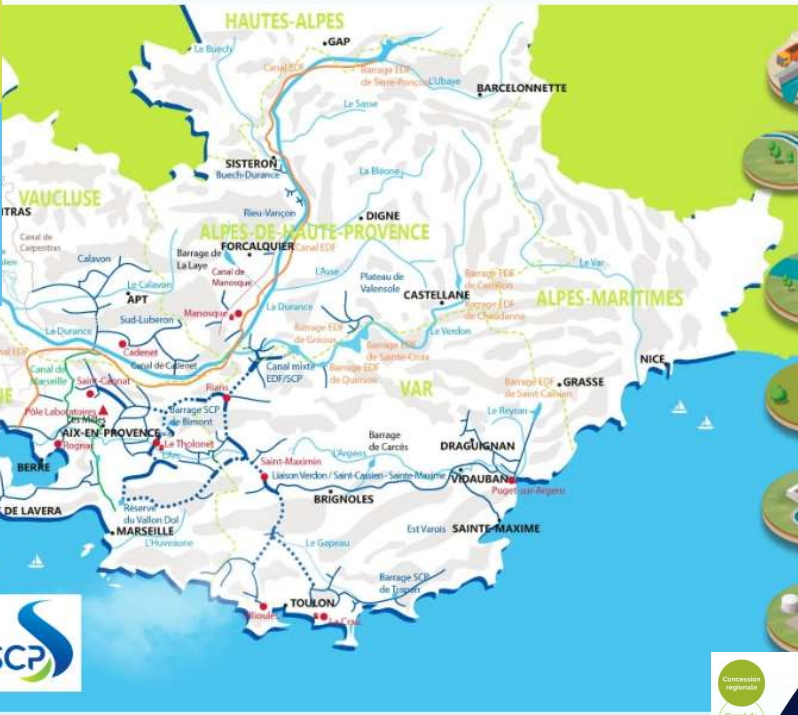 HAUTES-ALPES
GAP
Le Buech
Canal EDF
Barrage EDF
de Serre-Ponçon
L'Ubaye
BARCELONNETTE
Le Sasse
SISTERON
Buech-Durance
La Bléone
VAUCLUSE
TRAS
Rieu-Vançon
DIGNE
ALPES-DE-HAUTE-PROVENCE
FORCALQUIER
Canal EDF
Canal de
Carpentras
Calavon
Barrage de
La Laye
Canal de
Manosque
L'Asse
Plateau de
Valensole
Le Var
Barrage EDF
de Castillon
CASTELLANE
ALPES-MARITIMES
Barrage EDF
de Chaudanne
Le Calavon
APT
Sud-Luberon
Manosque
La Durance
Barrage EDF
de Gréoux
Le Verdon
Barrage EDF
de Sainte-Croix
La Durance
Cadenet
Canal de Cadenet
Canal mixte
EDF/SCP
Barrage EDF
de Quinson
NICE
VAR
Barrage EDF
de Saint-Cassien
GRASSE
Canal de
Marseille
Saint-Cannat
Rians
Pôle Laboratoires
Les Milles
Barrage SCP
de Bimont
Le Reyran
AIX-EN-PROVENCE
Le Tholonet
Rognac
L'Arc
Barrage
de Carcès
DRAGUIGNAN
L'Argens
BERRE
Saint-Maximin
Liaison Verdon / Saint-Cassien - Sainte-Maxime
VIDAUBAN
Puget-sur-Argens
BRIGNOLES
DE LAVERA
Réserve
du Vallon Dol
MARSEILLE
L'Huveaune
Le Gapeau
Est Varois
SAINTE-MAXIME
Barrage SCP
de Trapan
TOULON
Ollioules
La Crau
SCP
Concession
régionale